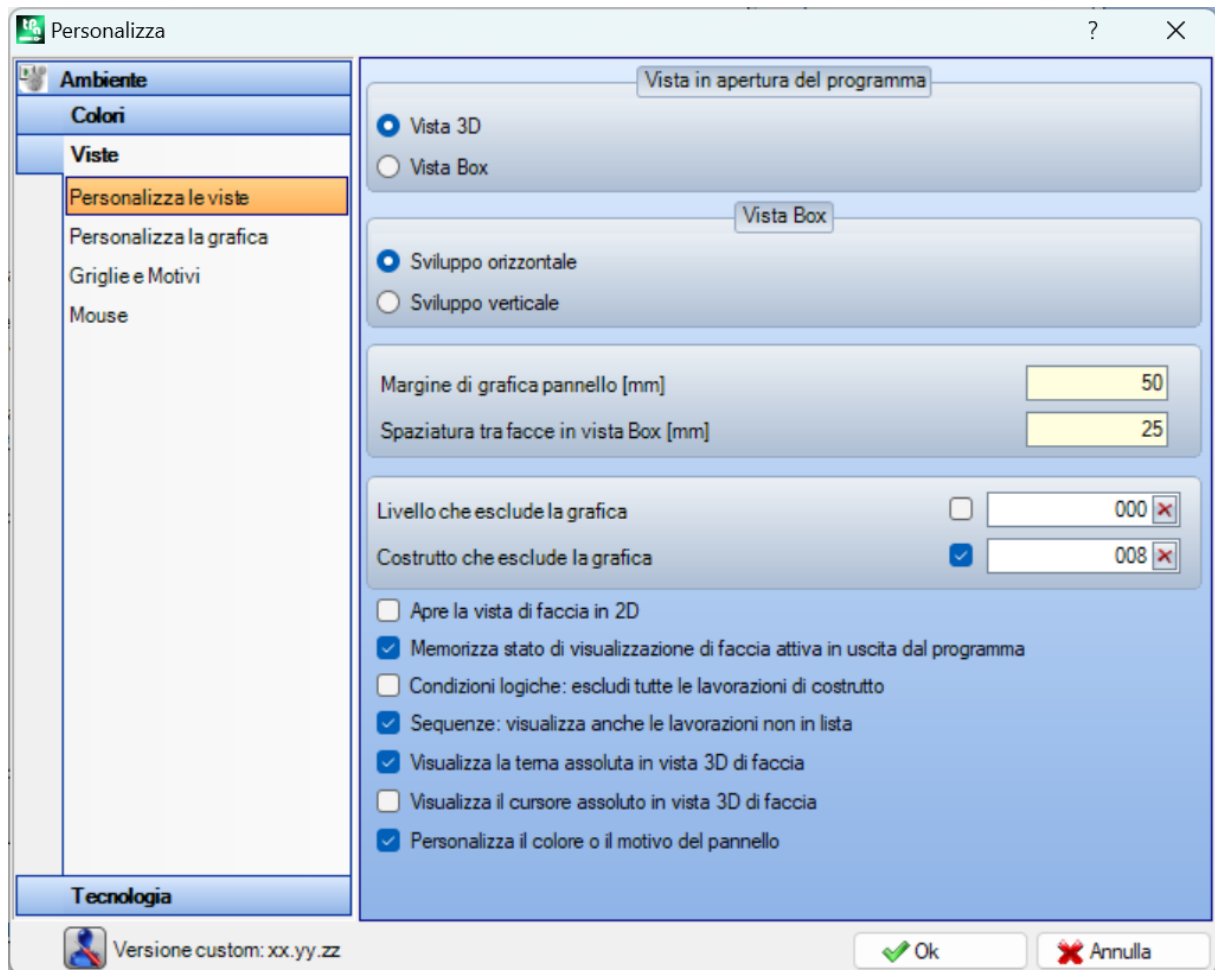 tpa
Personalizza
?
Ambiente
Colori
Viste
Personalizza le viste
Personalizza la grafica
Griglie e Motivi
Mouse
Tecnologia
Vista in apertura del programma
Vista 3D
Vista Box
Vista Box
Sviluppo orizzontale
Sviluppo verticale
Margine di grafica pannello [mm] 50
Spaziatura tra facce in vista Box [mm] 25
Livello che esclude la grafica 000
Costrutto che esclude la grafica 008
Apre la vista di faccia in 2D
Memorizza stato di visualizzazione di faccia attiva in uscita dal programma
Condizioni logiche: escludi tutte le lavorazioni di costrutto
Sequenze: visualizza anche le lavorazioni non in lista
Visualizza la terna assoluta in vista 3D di faccia
Visualizza il cursore assoluto in vista 3D di faccia
Personalizza il colore o il motivo del pannello
Versione custom: xx.yy.zz
Ok
Annulla